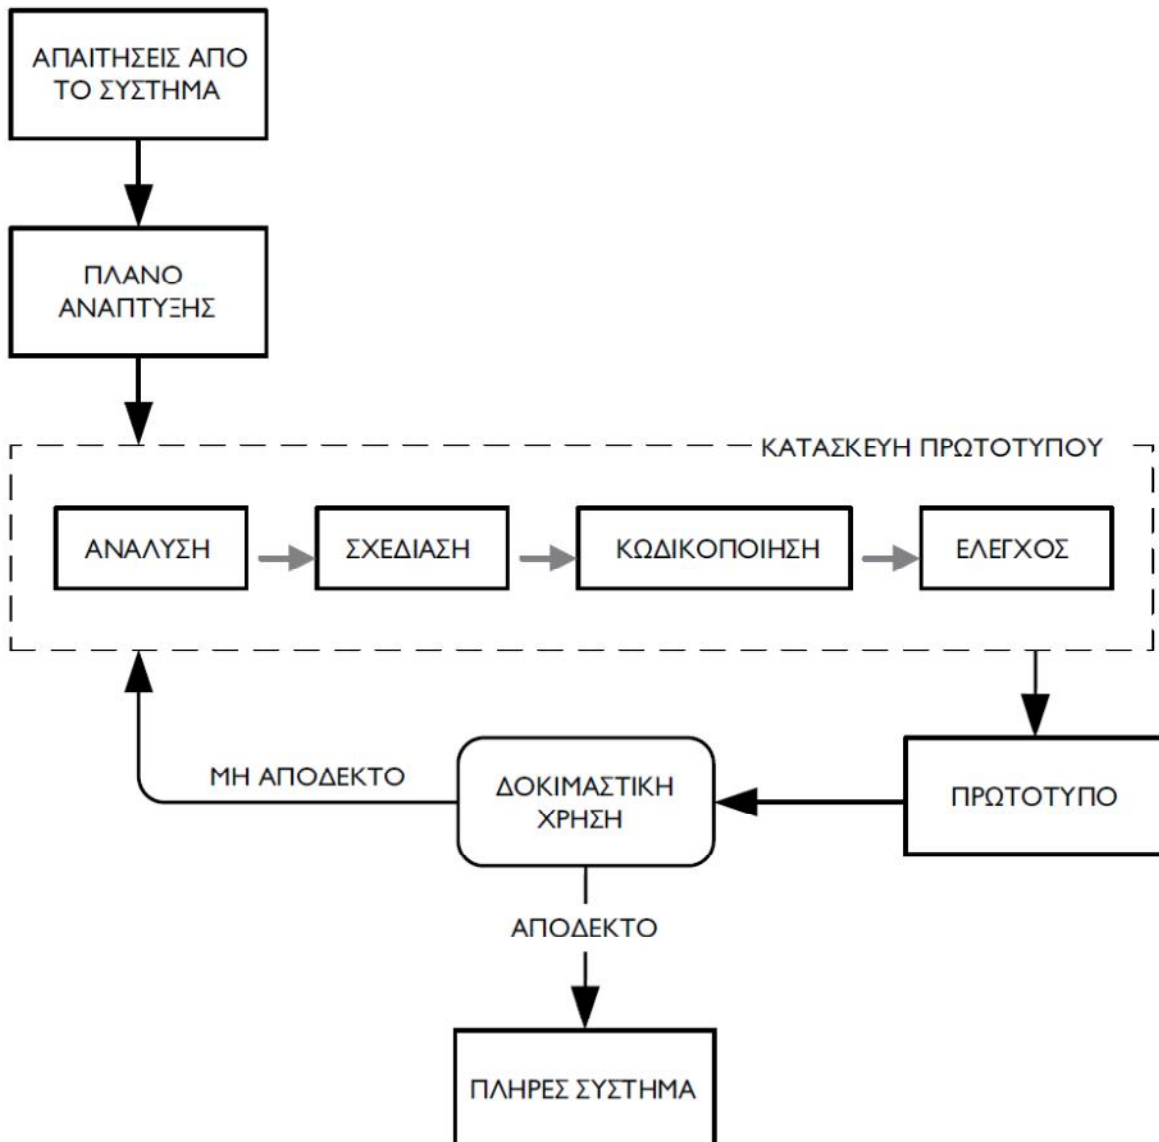 ΑΠΑΙΤΗΣΕΙΣ ΑΠΟ
ΤΟ ΣΥΣΤΗΜΑ
ΠΛΑΝΟ
ΑΝΑΠΤΥΞΗΣ
ΚΑΤΑΣΚΕΥΗ ΠΡΩΤΟΤΥΠΟΥ
ΑΝΑΛΥΣΗ
ΣΧΕΔΙΑΣΗ
ΚΩΔΙΚΟΠΟΙΗΣΗ
ΕΛΕΓΧΟΣ
ΜΗ ΑΠΟΔΕΚΤΟ
ΔΟΚΙΜΑΣΤΙΚΗ
ΧΡΗΣΗ
ΠΡΩΤΟΤΥΠΟ
ΑΠΟΔΕΚΤΟ
ΠΛΗΡΕΣ ΣΥΣΤΗΜΑ